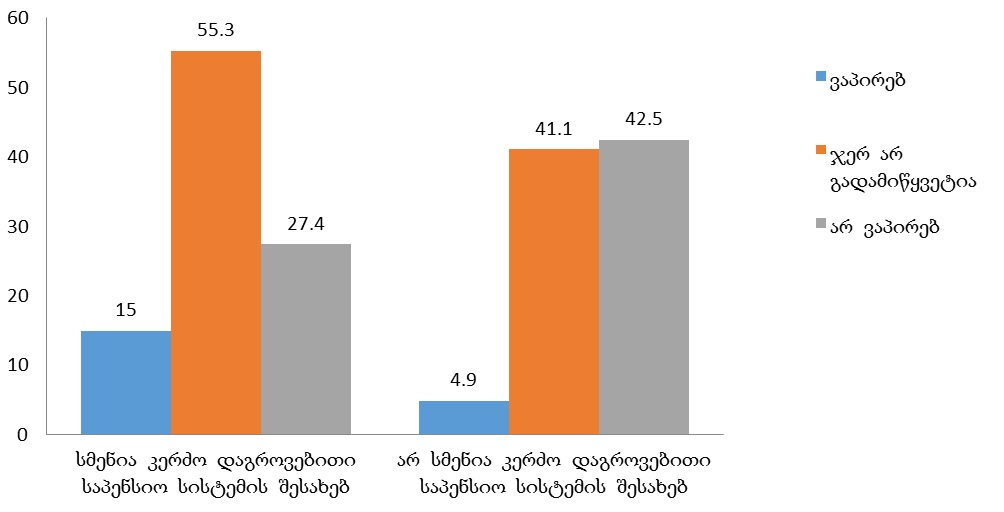 60
50
40
30
20
10
0
15
55.3
27.4
4.9
41.1
42.5
სმენია კერძო დაგროვებითი
საპენსიო სისტემის შესახებ
არ სმენია კერძო დაგროვებითი
საპენსიო სისტემის შესახებ
ვაპირებ
ჯერ არ
გადამიწყვეტია
არ ვაპირებ